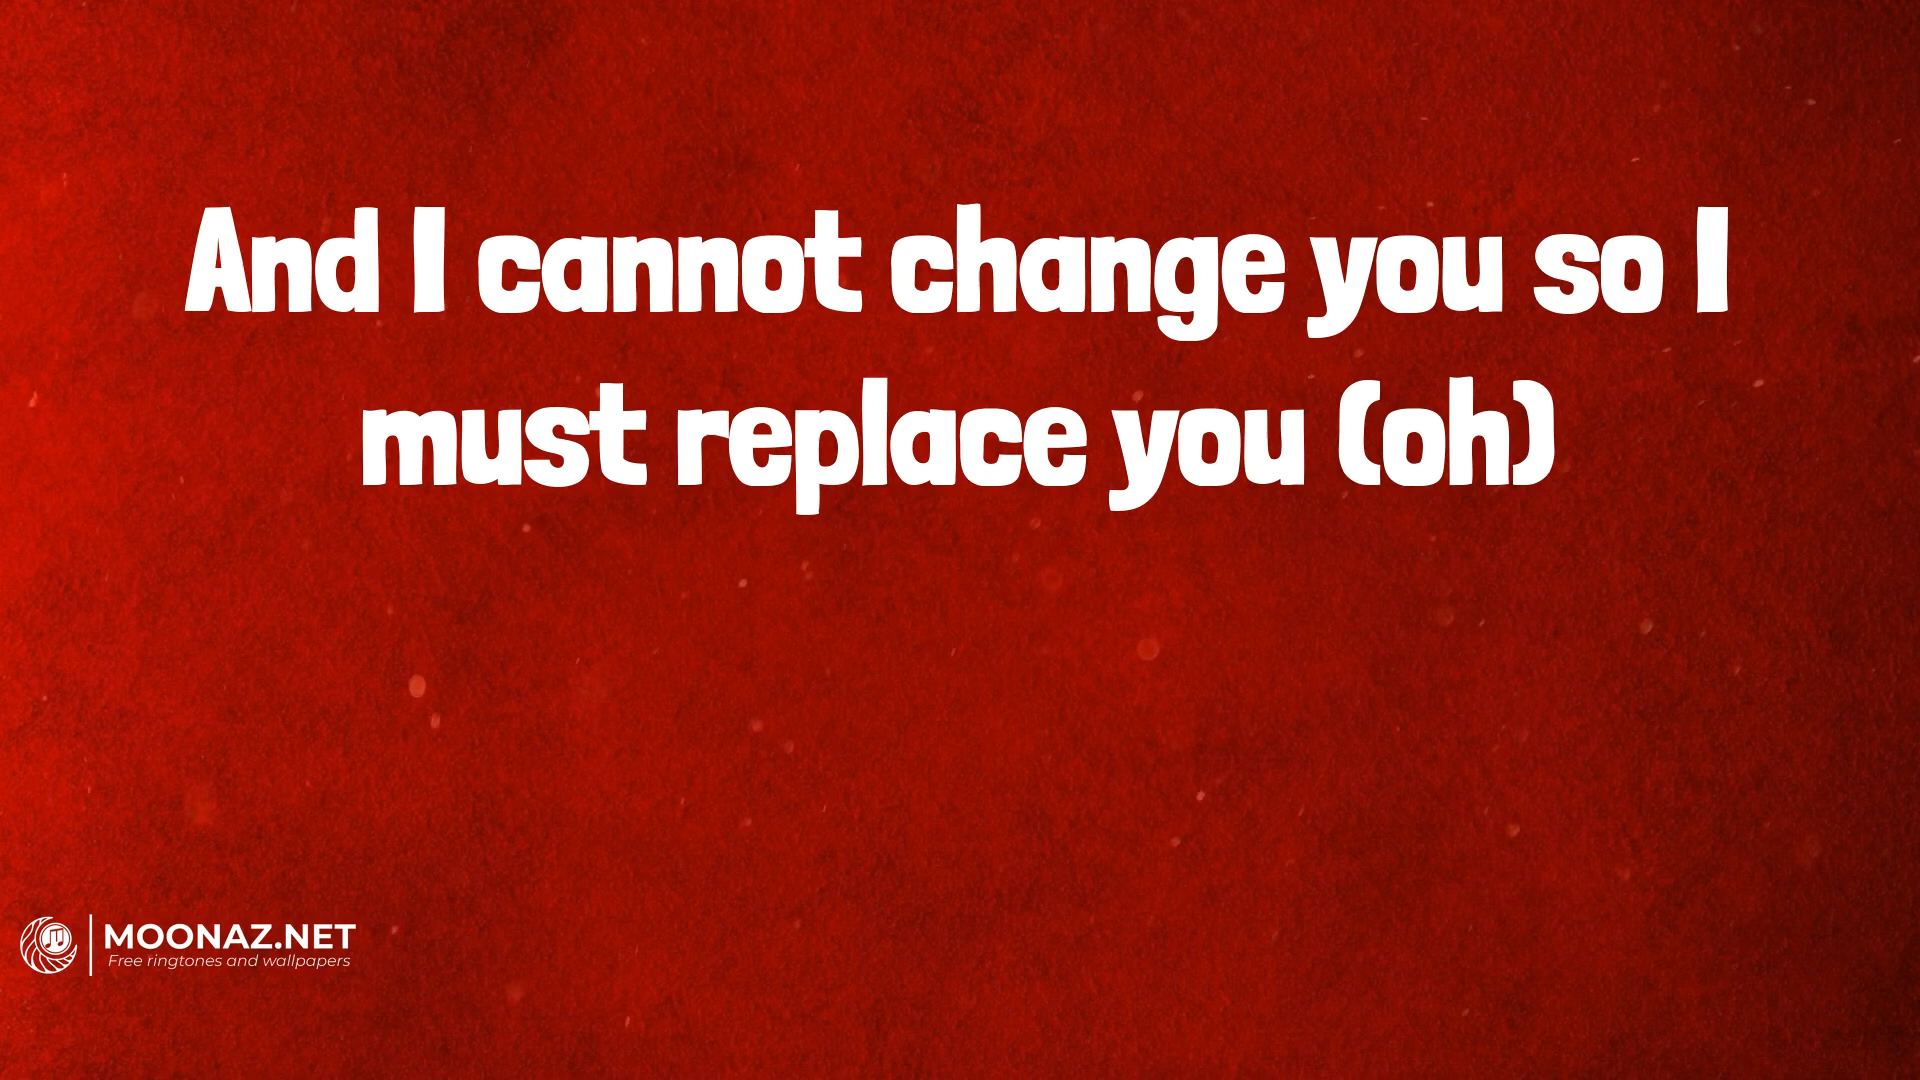 And I cannot change you so I
must replace you (oh)
MOONAZ.NET
Free ringtones and wallpapers